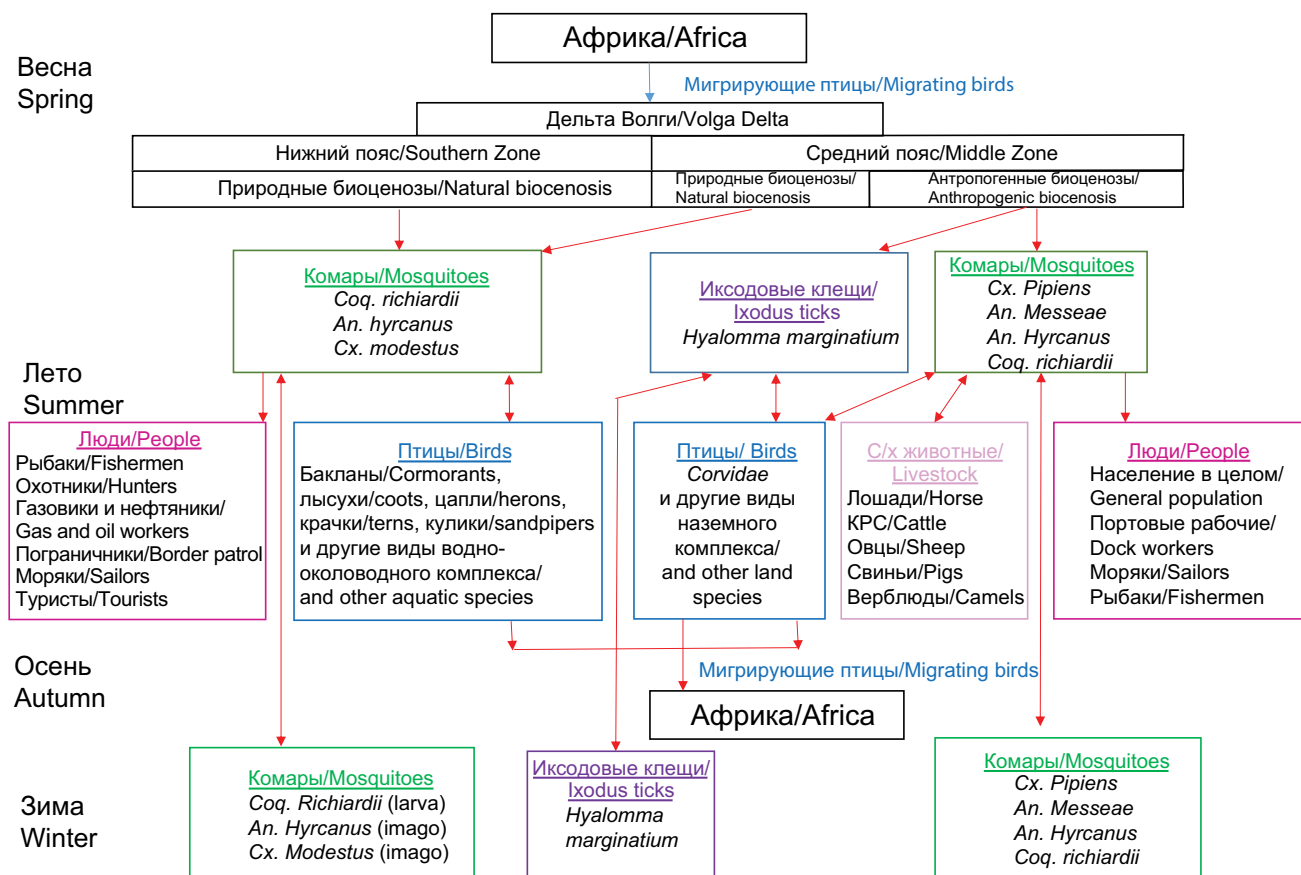 Африка/Africa
Весна
Spring
Мигрирующие птицы/Migrating birds
Дельта Волги/Volga Delta
Нижний пояс/Southern Zone
Средний пояс/Middle Zone
Природные биоценозы/Natural biocenosis
Природные биоценозы/
Natural biocenosis
Антропогенные биоценозы/
Anthropogenic biocenosis
Комары/Mosquitoes
Coq. richiardii
An. hyrcanus
Cx. modestus
Иксодовые клещи/
Ixodus ticks
Hyalomma marginatium
Комары/Mosquitoes
Cx. Pipiens
An. Messeae
An. Hyrcanus
Coq. richiardii
Лето
Summer
Люди/People
Рыбаки/Fishermen
Охотники/Hunters
Газовики и нефтяники/
Gas and oil workers
Пограничники/Border patrol
Моряки/Sailors
Туристы/Tourists
Птицы/Birds
Бакланы/Cormorants,
лысухи/coots, цапли/herons,
крачки/terns, кулики/sandpipers
и другие виды водно-
околоводного комплекса/
and other aquatic species
Птицы/ Birds
Corvidae
и другие виды
наземного
комплекса/
and other land
species
С/х животные/
Livestock
Лошади/Horse
КРС/Cattle
Овцы/Sheep
Свиньи/Pigs
Верблюды/Camels
Люди/People
Население в целом/
General population
Портовые рабочие/
Dock workers
Моряки/Sailors
Рыбаки/Fishermen
Осень
Autumn
Мигрирующие птицы/Migrating birds
Африка/Africa
Зима
Winter
Комары/Mosquitoes
Coq. Richiardii (larva)
An. Hyrcanus (imago)
Cx. Modestus (imago)
Иксодовые клещи/
Ixodus ticks
Hyalomma
marginatium
Комары/Mosquitoes
Cx. Pipiens
An. Messeae
An. Hyrcanus
Coq. richiardii